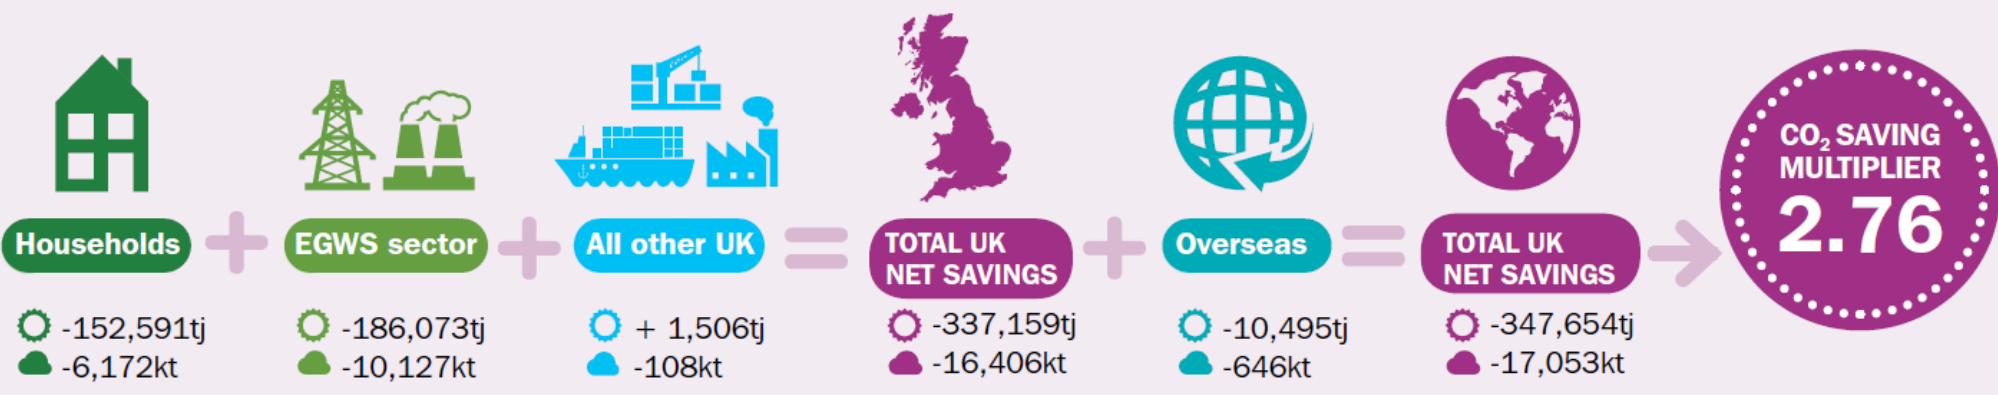 Households
-152,591tj
-6,172kt
+
EGWS sector
-186,073tj
-10,127kt
+
All other UK
+ 1,506tj
-108kt
=
TOTAL UK
NET SAVINGS
-337,159tj
-16,406kt
+
Overseas
-10,495tj
-646kt
=
TOTAL UK
NET SAVINGS
-347,654tj
-17,053kt
CO₂ SAVING
MULTIPLIER
2.76